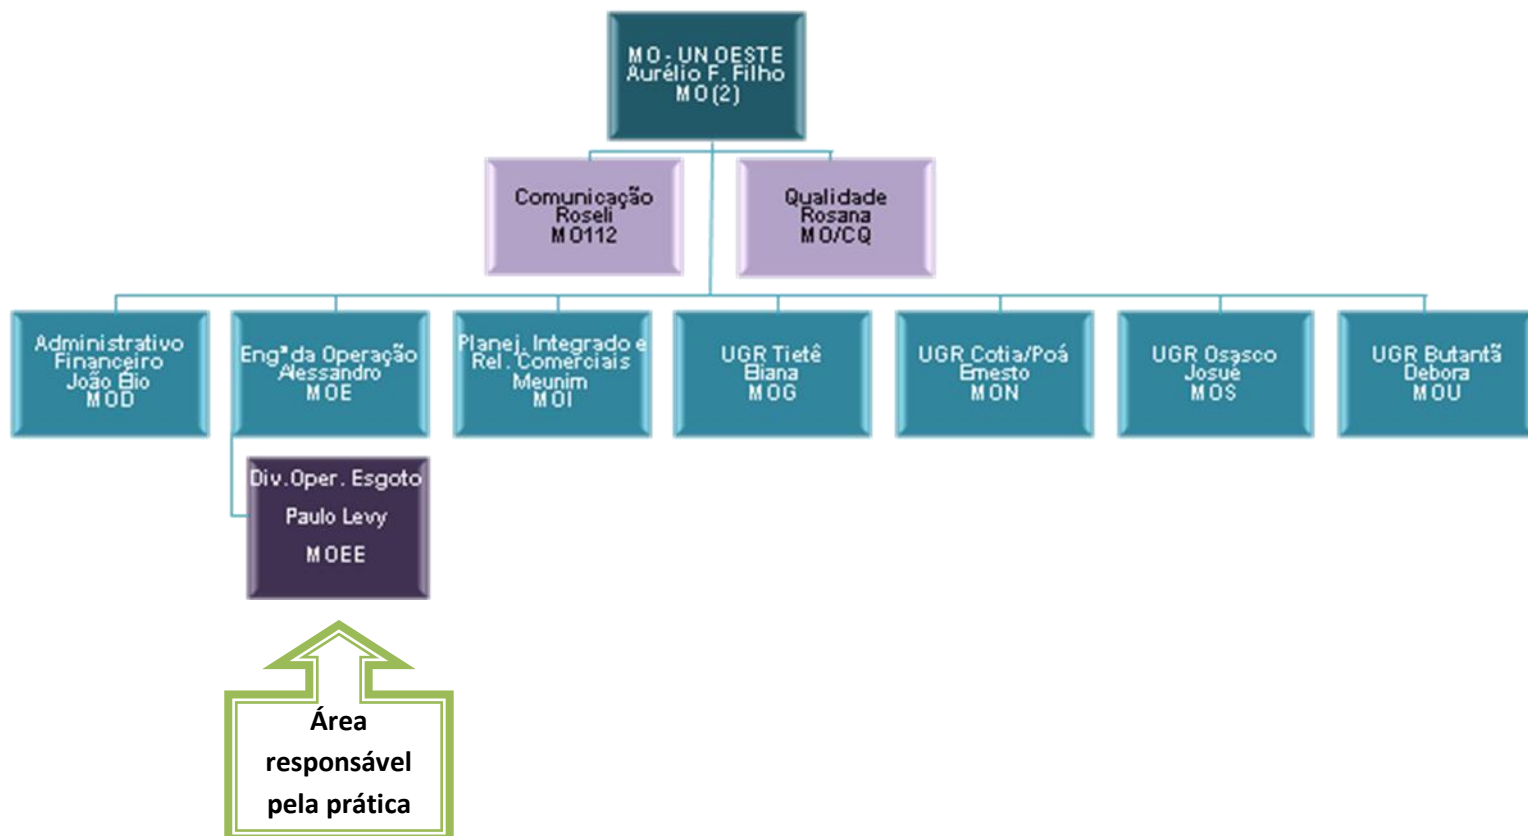 MO - UN OESTE
Aurélio F. Filho
MO(2)
Comunicação
Roseli
MO112
Qualidade
Rosana
MO/CQ
Administrativo
Financeiro
João Élio
MOD
Engª da Operação
Alessandro
MOE
Planej. Integrado e
Rel. Comerciais
Meunim
MOI
UGR Tietê
Eliana
MOG
UGR Cotia/Poá
Ernesto
MON
UGR Osasco
Josué
MOS
UGR Butantã
Debora
MOU
Div.Oper. Esgoto
Paulo Levy
MOEE
Área
responsável
pela prática